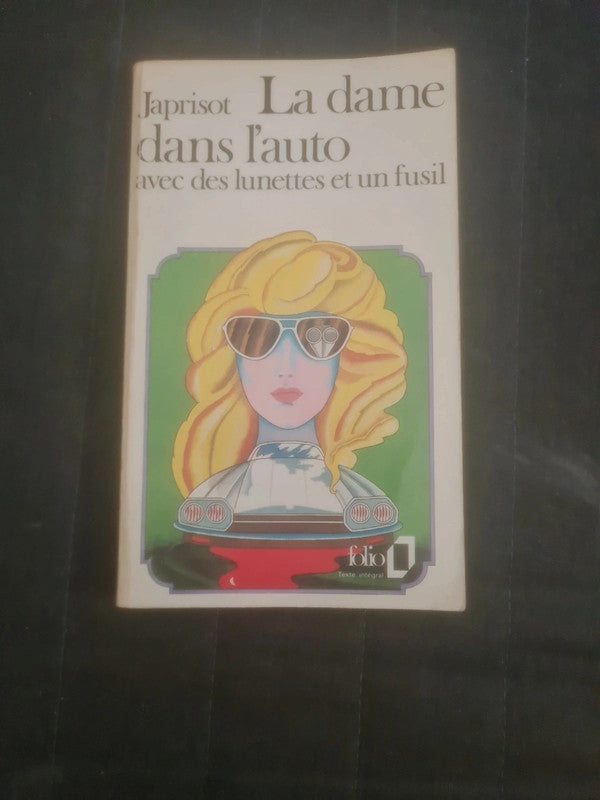 Japrisot La dame
dans l'auto
avec des lunettes et un fusil
folio
Texte intégral